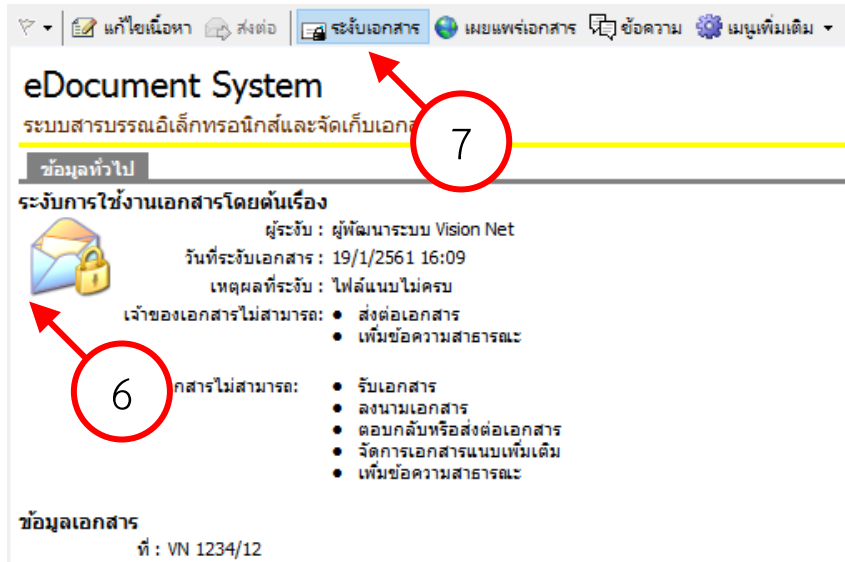 แก้ไขเนื้อหา ส่งต่อ ระงับเอกสาร เผยแพร่เอกสาร ข้อความ เมนูเพิ่มเติม
eDocument System
ระบบสารบรรณอิเล็กทรอนิกส์และจัดเก็บเอกส
7
ข้อมูลทั่วไป
ระงับการใช้งานเอกสารโดยต้นเรื่อง
ผู้ระงับ : ผู้พัฒนาระบบ Vision Net
วันที่ระงับเอกสาร : 19/1/2561 16:09
เหตุผลที่ระงับ : ไฟล์แนบไม่ครบ
เจ้าของเอกสารไม่สามารถ: ● ส่งต่อเอกสาร
● เพิ่มข้อความสาธารณะ
6
กสารไม่สามารถ: ● รับเอกสาร
● ลงนามเอกสาร
● ตอบกลับหรือส่งต่อเอกสาร
● จัดการเอกสารแนบเพิ่มเติม
● เพิ่มข้อความสาธารณะ
ข้อมูลเอกสาร
ที่ : VN 1234/12